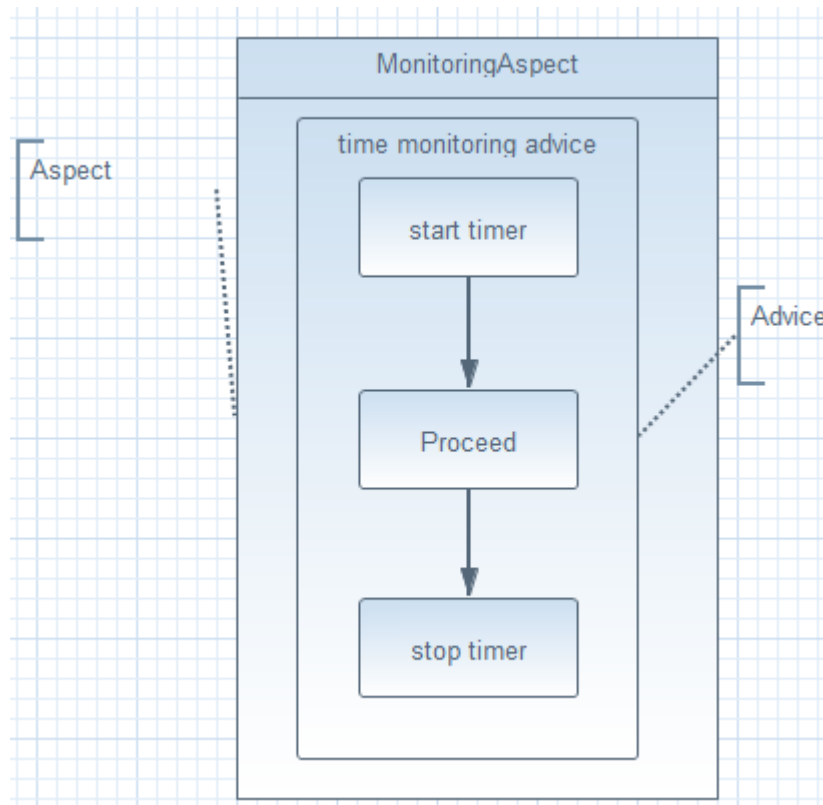 MonitoringAspect
time monitoring advice
Aspect
start timer
Advice
Proceed
stop timer